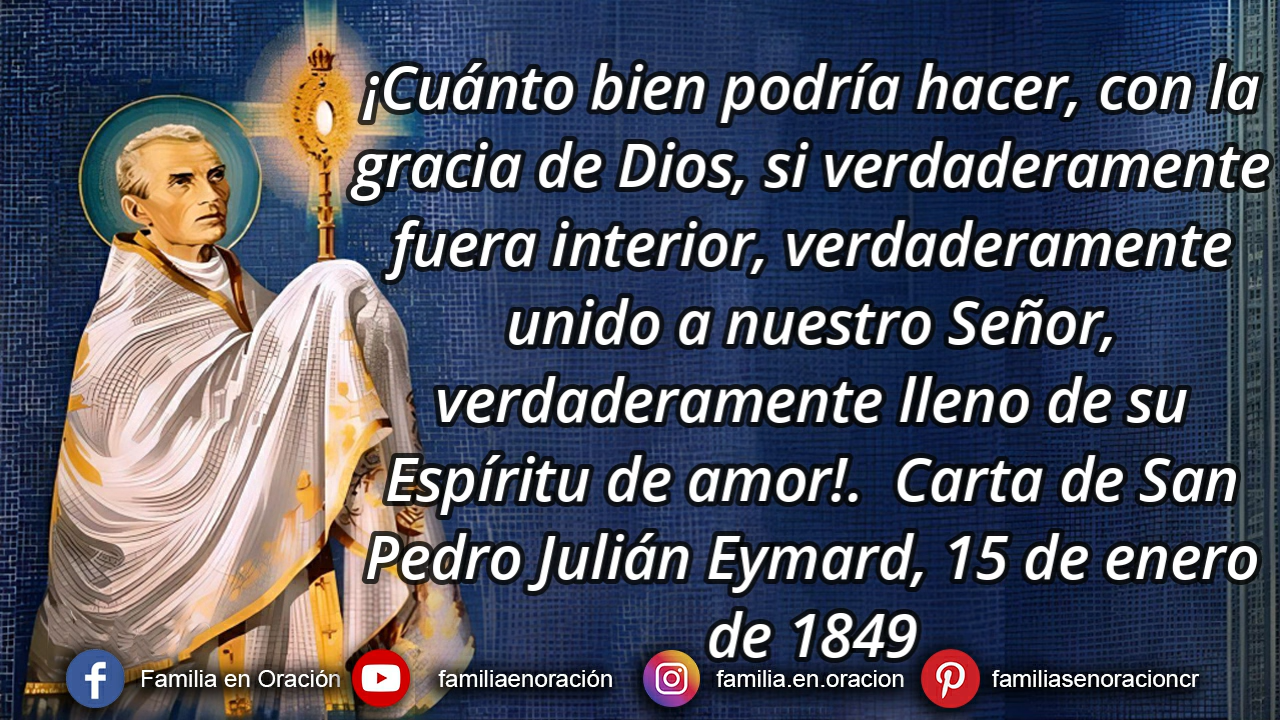 ¡Cuánto bien podría hacer, con la
gracia de Dios, si verdaderamente
fuera interior, verdaderamente
unido a nuestro Señor,
verdaderamente lleno de su
Espíritu de amor!.  Carta de San
Pedro Julián Eymard, 15 de enero
de 1849
Familia en Oración familiaenoración familia.en.oracion familiasenoracioncr